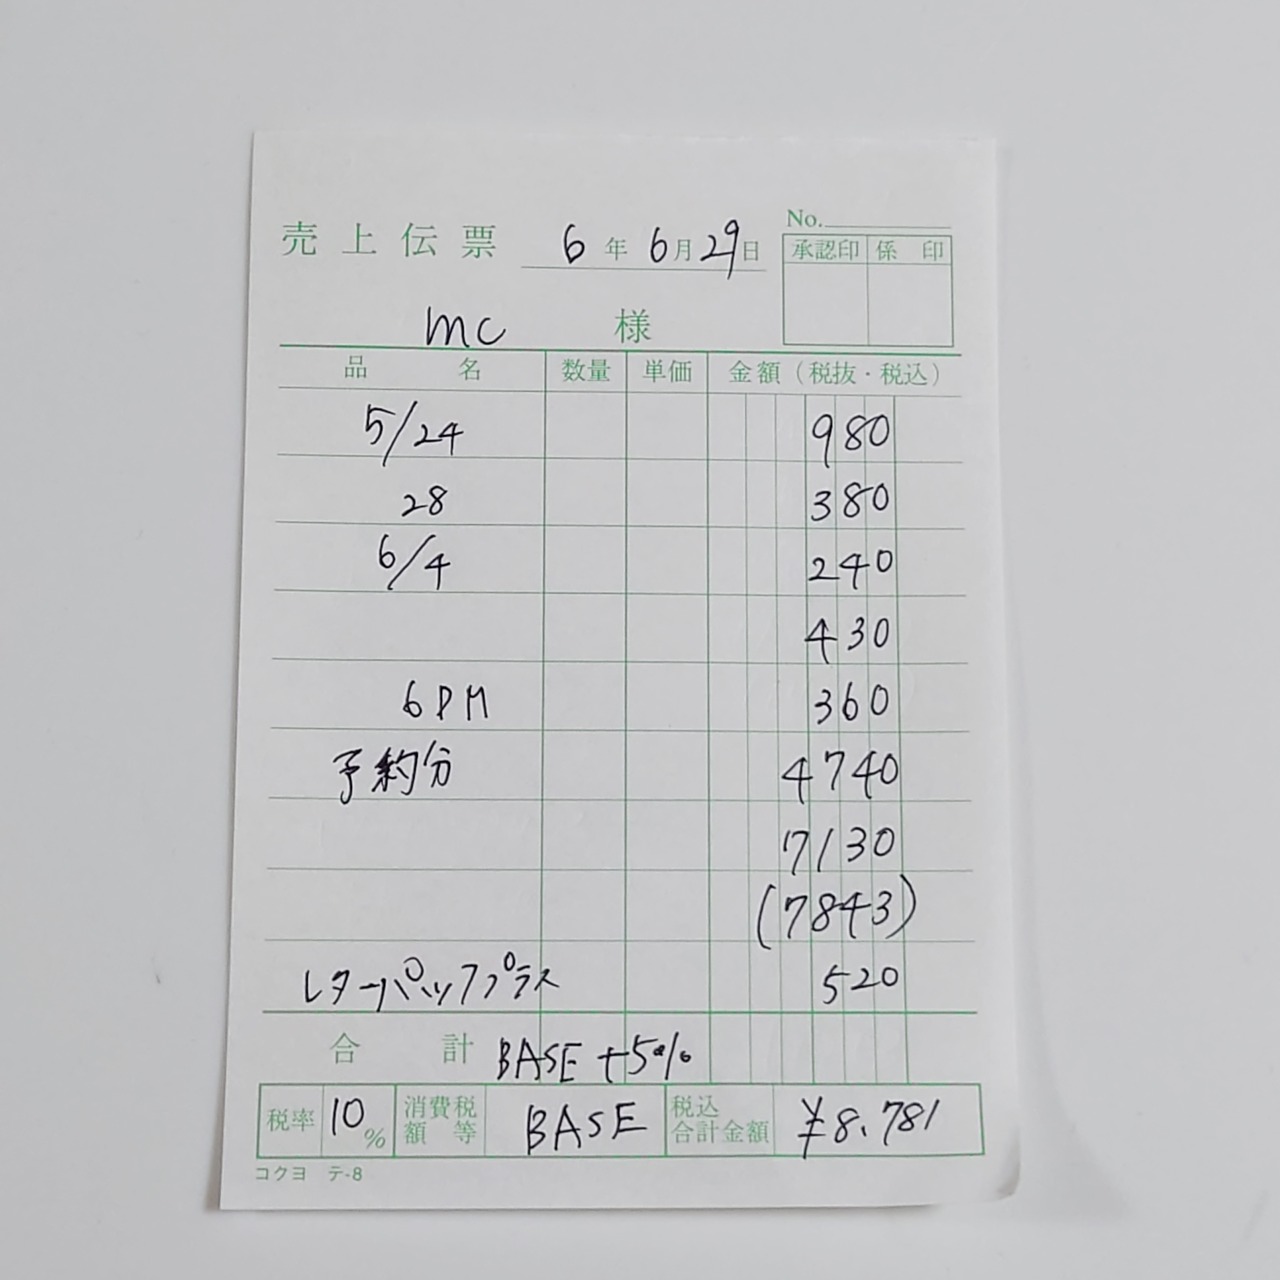 No.
売上伝票 6年6月29日
承認印 係印
mc 様
品名 数量 単価 金額(税抜・税込)
5/24 980
28 380
6/4 240
430
6PM 360
予約分 4740
7130
(7843)
レターパックプラス 520
合計 BASE+5%
税率 10% 消費税額等 BASE 税込合計金額 ¥8.781
コクヨ テ-8